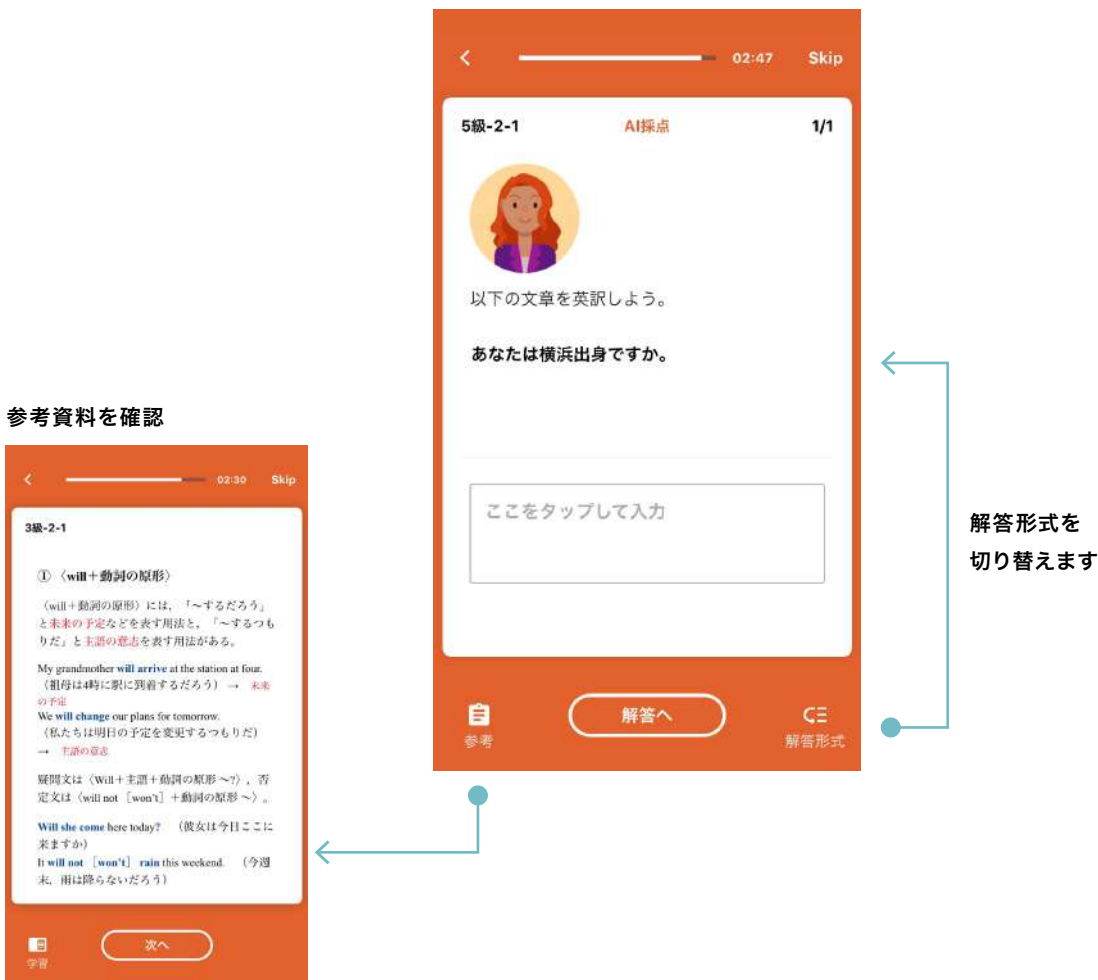 02:47 Skip
5級-2-1 AI採点 1/1
以下の文章を英訳しよう。
あなたは横浜出身ですか。
ここをタップして入力
参考
解答へ
解答形式
解答形式を
切り替えます
参考資料を確認
02:30 Skip
3級-2-1
① 〈will+動詞の原形〉
〈will+動詞の原形〉には,「~するだろう」
と未来の予定などを表す用法と,「~するつも
りだ」と主語の意志を表す用法がある。
My grandmother will arrive at the station at four.
(祖母は4時に駅に到着するだろう) → 未来
の予定
We will change our plans for tomorrow.
(私たちは明日の予定を変更するつもりだ)
→ 主語の意志
疑問文は〈Will+主語+動詞の原形 ~?〉, 否
定文は〈will not [won't] +動詞の原形 ~〉。
Will she come here today? (彼女は今日ここに
来ますか)
It will not [won't] rain this weekend. (今週
末, 雨は降らないだろう)
学習
次へ